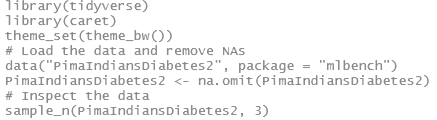 library(tidyverse)
library(caret)
theme_set(theme_bw())
# Load the data and remove NAs
data("PimaIndiansDiabetes2", package = "mlbench")
PimaIndiansDiabetes2 <- na.omit(PimaIndiansDiabetes2)
# Inspect the data
sample_n(PimaIndiansDiabetes2, 3)